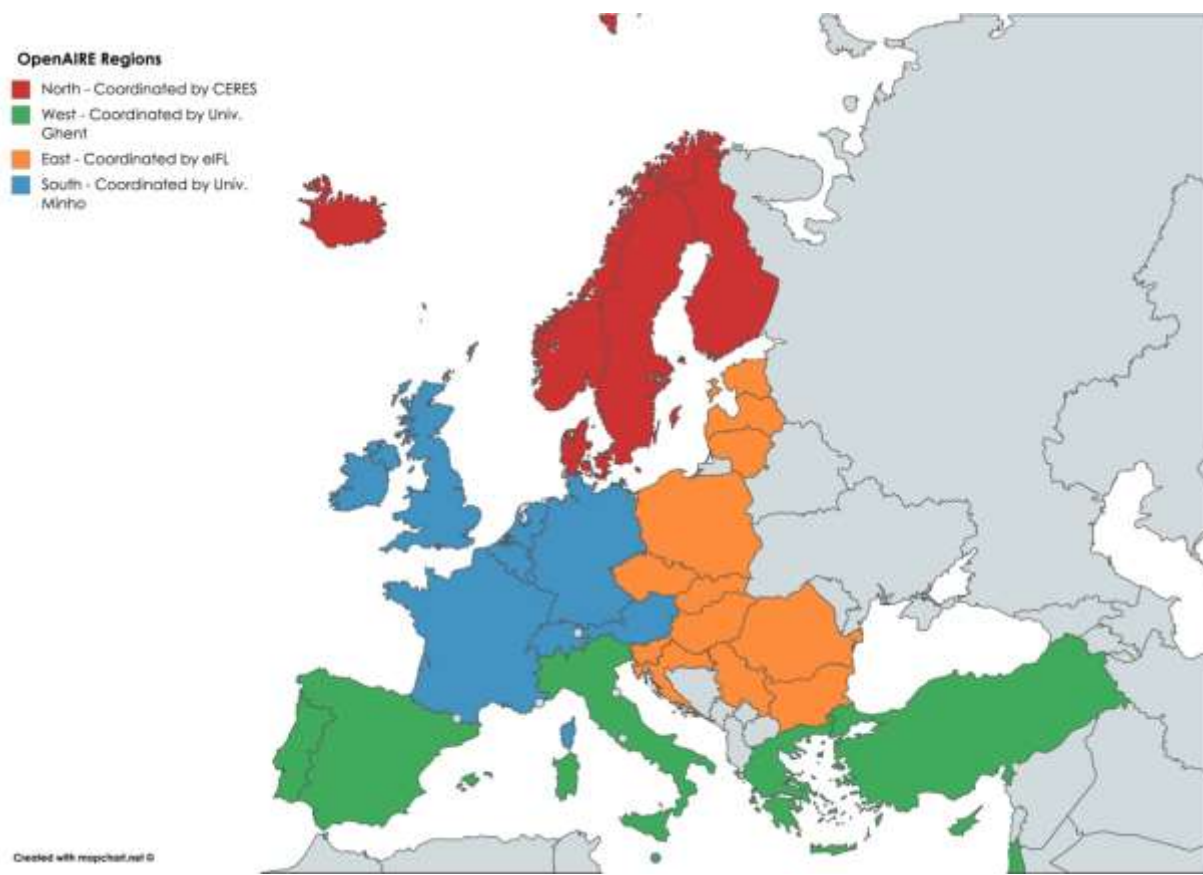 OpenAIRE Regions
North - Coordinated by CERES
West - Coordinated by Univ.
Ghent
East - Coordinated by eIFL
South - Coordinated by Univ.
Minho
Created with mapchart.net ©